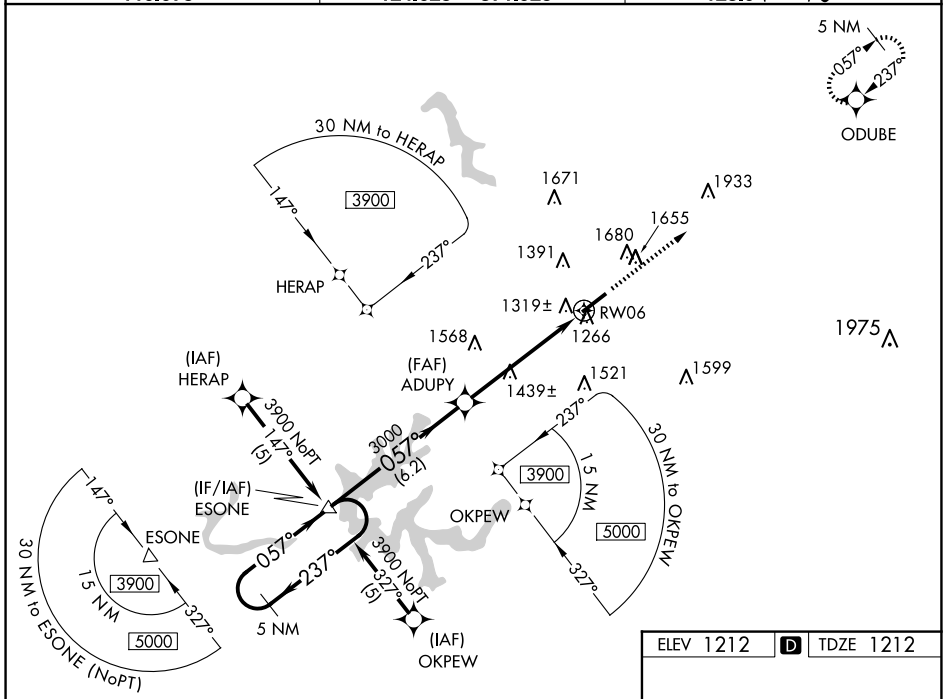 5 NM
057°
237°
ODUBE
30 NM to HERAP
3900
147°
237°
HERAP
1671
1933
1655
1680
1391
1319±
RW06
1266
1568
1975
(FAF)
ADUPY
1439±
1521
1599
(IAF)
HERAP
3900 NoPT
147°
(5)
3000
057°
(6.2)
237°
3900
15 NM
30 NM to OKPEW
5000
OKPEW
327°
(IF/IAF)
ESONE
147°
ESONE
3900
15 NM
30 NM to ESONE (NoPT)
5000
327°
057°
237°
5 NM
3900 NoPT
327°
(5)
(IAF)
OKPEW
ELEV 1212 D TDZE 1212